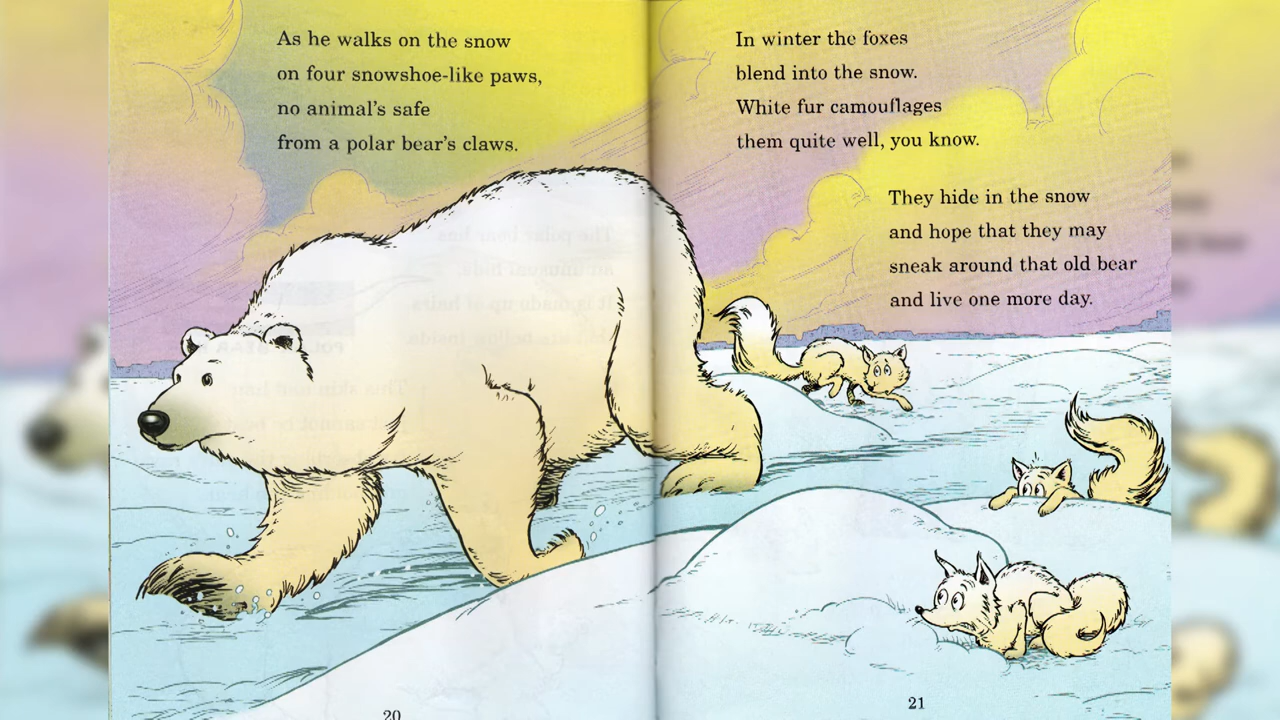 As he walks on the snow
on four snowshoe-like paws,
no animal's safe
from a polar bear's claws.
In winter the foxes
blend into the snow.
White fur camouflages
them quite well, you know.
They hide in the snow
and hope that they may
sneak around that old bear
and live one more day.
20
21